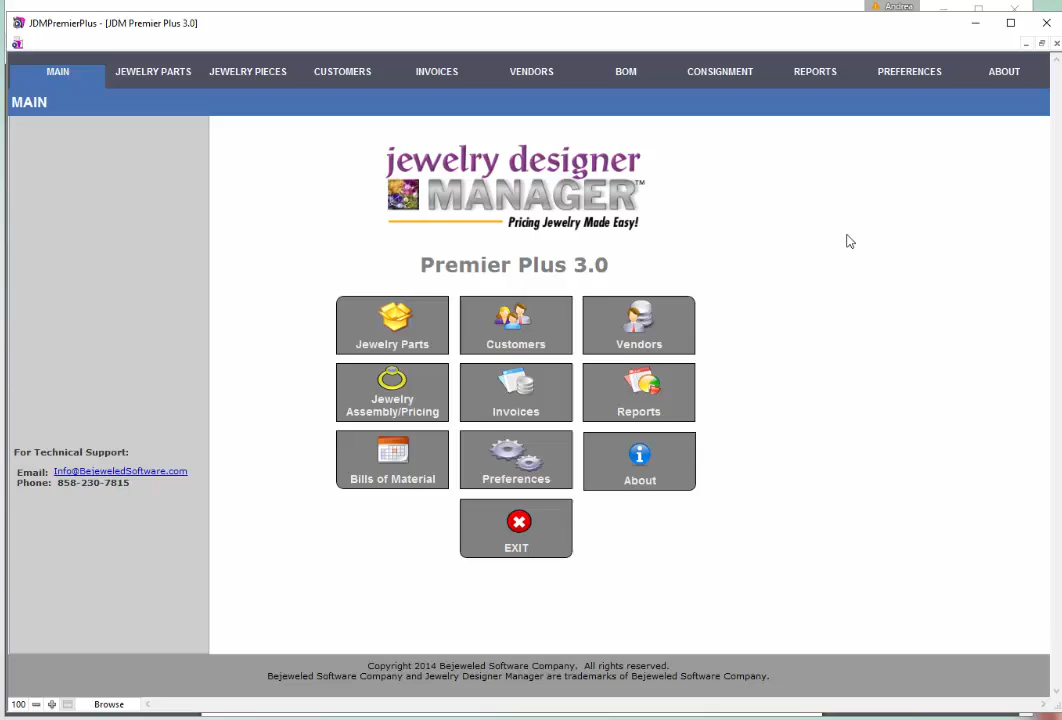 Andrea
JDMPremierPlus - [JDM Premier Plus 3.0]
MAIN JEWELRY PARTS JEWELRY PIECES CUSTOMERS INVOICES VENDORS BOM CONSIGNMENT REPORTS PREFERENCES ABOUT
MAIN
jewelry designer
MANAGER™
Pricing Jewelry Made Easy!
Premier Plus 3.0
Jewelry Parts Customers Vendors
Jewelry
Assembly/Pricing Invoices Reports
Bills of Material Preferences About
EXIT
For Technical Support:
Email: Info@BejeweledSoftware.com
Phone: 858-230-7815
Copyright 2014 Bejeweled Software Company. All rights reserved.
Bejeweled Software Company and Jewelry Designer Manager are trademarks of Bejeweled Software Company.
100 Browse